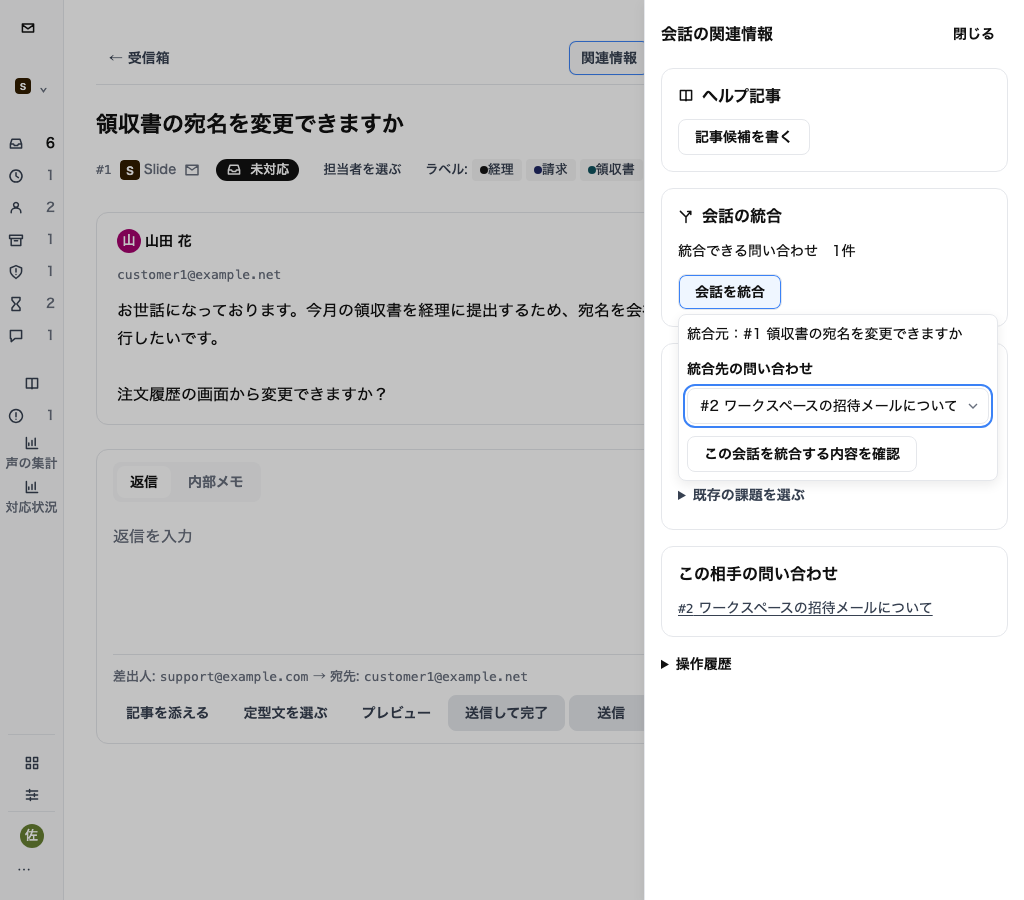 S
6
1
2
1
1
2
1
1
声の集計
対応状況
佐
…
← 受信箱
関連情報
領収書の宛名を変更できますか
#1 S Slide 未対応 担当者を選ぶ ラベル: 経理 請求 領収書
山 山田 花
customer1@example.net
お世話になっております。今月の領収書を経理に提出するため、宛名を会
行したいです。
注文履歴の画面から変更できますか？
返信 内部メモ
返信を入力
差出人: support@example.com → 宛先: customer1@example.net
記事を添える 定型文を選ぶ プレビュー 送信して完了 送信
会話の関連情報 閉じる
ヘルプ記事
記事候補を書く
会話の統合
統合できる問い合わせ 1件
会話を統合
統合元：#1 領収書の宛名を変更できますか
統合先の問い合わせ
#2 ワークスペースの招待メールについて
この会話を統合する内容を確認
▶ 既存の課題を選ぶ
この相手の問い合わせ
#2 ワークスペースの招待メールについて
▶ 操作履歴